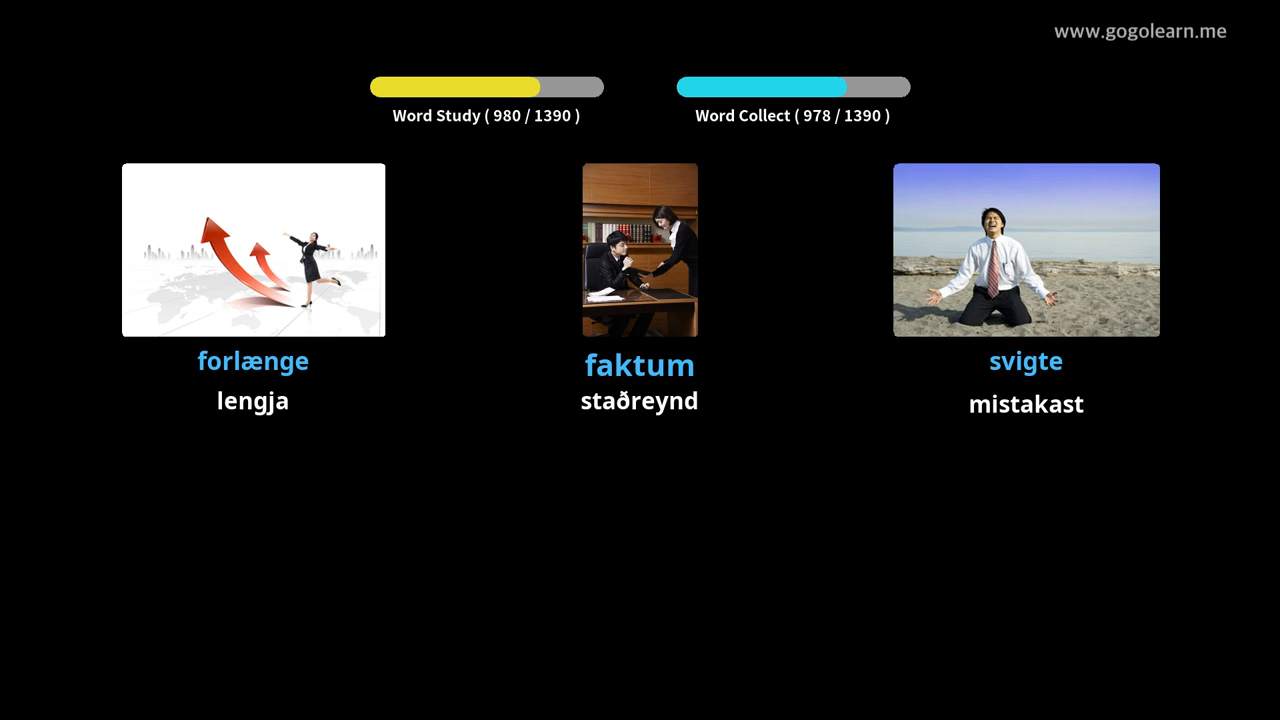 www.gogolearn.me
Word Study ( 980 / 1390 )
Word Collect ( 978 / 1390 )
forlænge
faktum
svigte
lengja
staðreynd
mistakast